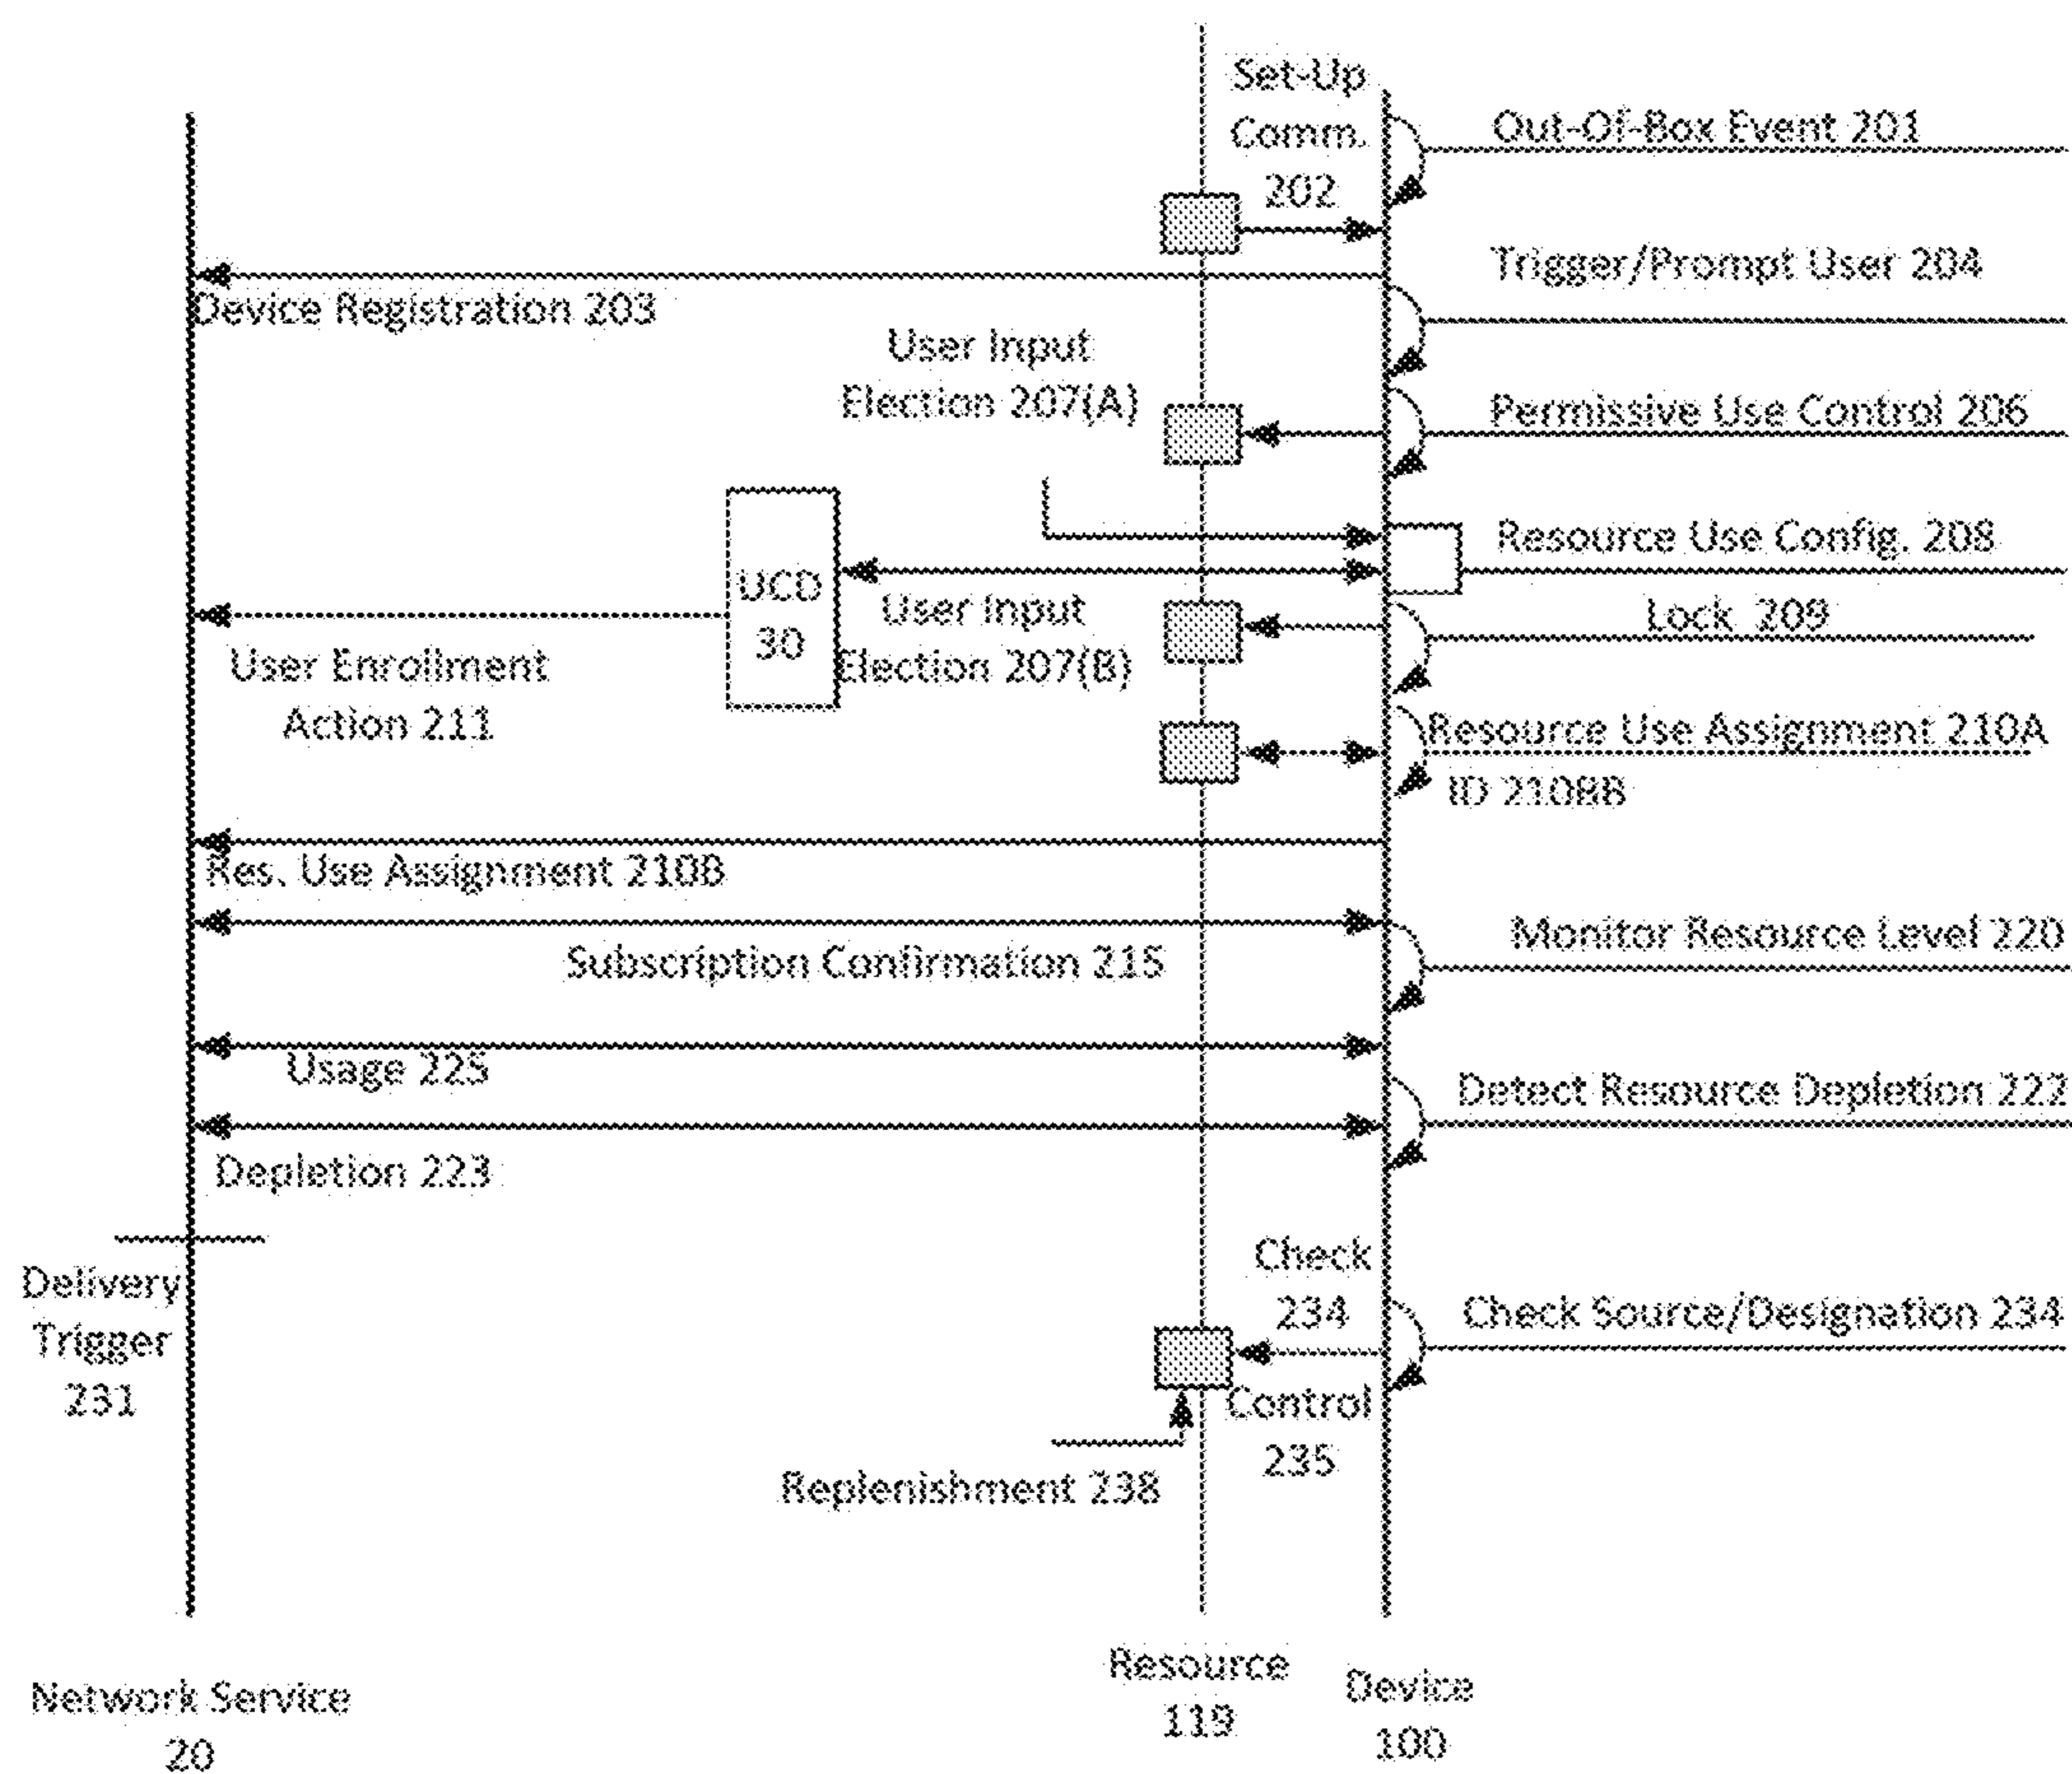 Set-Up
Comm.
202
Out-Of-Box Event 201
Trigger/Prompt User 204
Device Registration 203
User Input
Election 207(A)
Permissive Use Control 206
Resource Use Config. 208
UCD
30
User Input
Election 207(B)
Lock 209
User Enrollment
Action 211
Resource Use Assignment 210A
ID 210BB
Res. Use Assignment 210B
Monitor Resource Level 220
Subscription Confirmation 215
Usage 225
Detect Resource Depletion 222
Depletion 223
Delivery
Trigger
231
Check
234
Check Source/Designation 234
Control
235
Replenishment 238
Network Service
20
Resource
119
Device
100